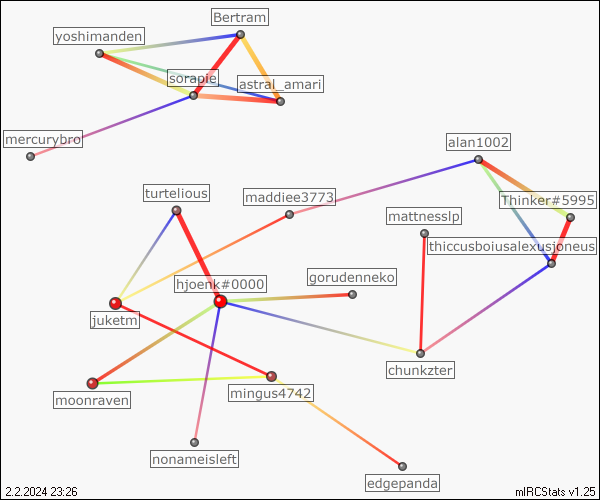 Bertram
yoshimanden
sorapie
astral_amari
mercurybro
alan1002
turtelious
maddiee3773
Thinker#5995
mattnesslp
thiccusboiusalexusjoneus
gorudenneko
hjoenk#0000
juketm
chunkzter
moonraven
mingus4742
nonameisleft
edgepanda
2.2.2024 23:26
mIRCStats v1.25